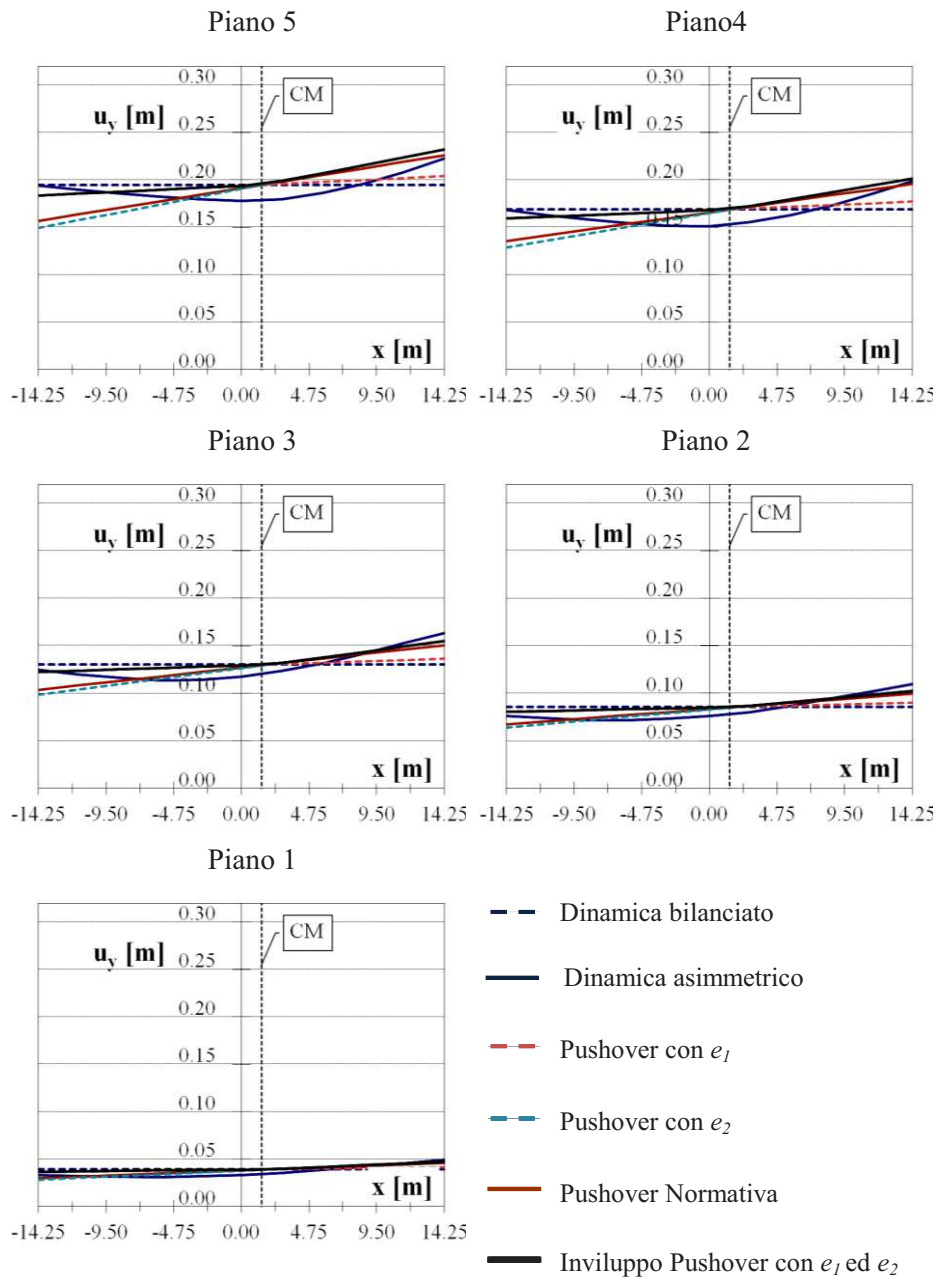 Piano 5
Piano4
0.30
0.25
0.20
0.15
0.10
0.05
0.00
u_y [m]
CM
x [m]
-14.25 -9.50 -4.75 0.00 4.75 9.50 14.25
0.30
0.25
0.20
0.15
0.10
0.05
0.00
u_y [m]
CM
x [m]
-14.25 -9.50 -4.75 0.00 4.75 9.50 14.25
Piano 3
Piano 2
0.30
0.25
0.20
0.15
0.10
0.05
0.00
u_y [m]
CM
x [m]
-14.25 -9.50 -4.75 0.00 4.75 9.50 14.25
0.30
0.25
0.20
0.15
0.10
0.05
0.00
u_y [m]
CM
x [m]
-14.25 -9.50 -4.75 0.00 4.75 9.50 14.25
Piano 1
0.30
0.25
0.20
0.15
0.10
0.05
0.00
u_y [m]
CM
x [m]
-14.25 -9.50 -4.75 0.00 4.75 9.50 14.25
Dinamica bilanciato
Dinamica asimmetrico
Pushover con e₁
Pushover con e₂
Pushover Normativa
Inviluppo Pushover con e₁ ed e₂